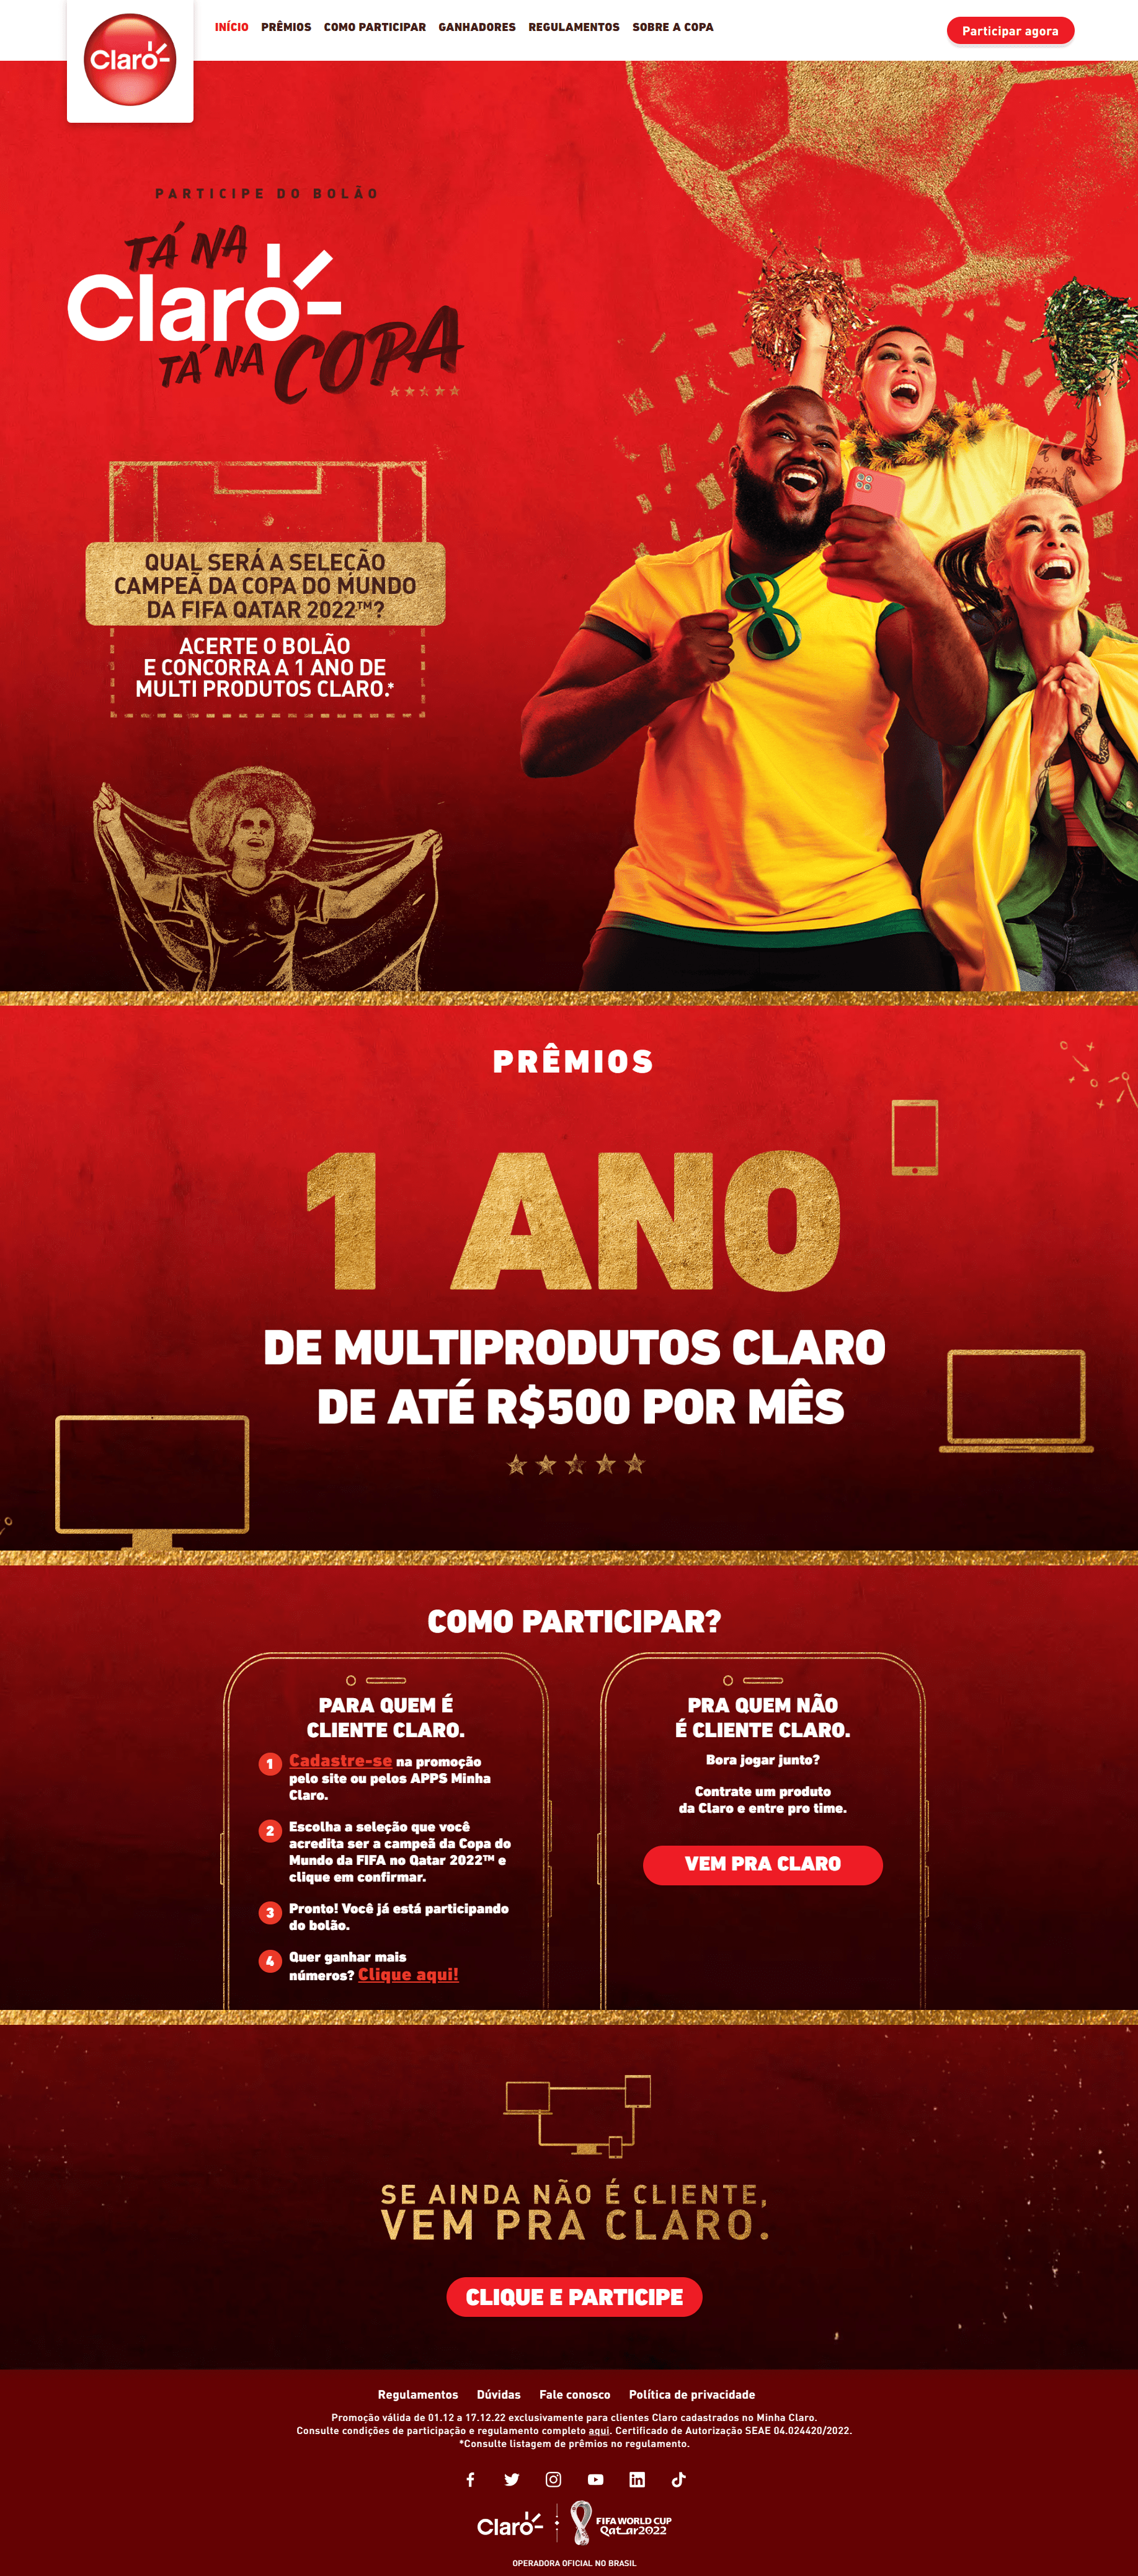 Claro
INÍCIO PRÊMIOS COMO PARTICIPAR GANHADORES REGULAMENTOS SOBRE A COPA
Participar agora
PARTICIPE DO BOLÃO
TÁ NA
Claro
TÁ NA COPA
QUAL SERÁ A SELEÇÃO
CAMPEÃ DA COPA DO MUNDO
DA FIFA QATAR 2022™?
ACERTE O BOLÃO
E CONCORRA A 1 ANO DE
MULTI PRODUTOS CLARO.*
PRÊMIOS
1 ANO
DE MULTIPRODUTOS CLARO
DE ATÉ R$500 POR MÊS
COMO PARTICIPAR?
PARA QUEM É
CLIENTE CLARO.
1 Cadastre-se na promoção
pelo site ou pelos APPS Minha
Claro.
2 Escolha a seleção que você
acredita ser a campeã da Copa do
Mundo da FIFA no Qatar 2022™ e
clique em confirmar.
3 Pronto! Você já está participando
do bolão.
4 Quer ganhar mais
números? Clique aqui!
PRA QUEM NÃO
É CLIENTE CLARO.
Bora jogar junto?
Contrate um produto
da Claro e entre pro time.
VEM PRA CLARO
SE AINDA NÃO É CLIENTE,
VEM PRA CLARO.
CLIQUE E PARTICIPE
Regulamentos Dúvidas Fale conosco Política de privacidade
Promoção válida de 01.12 a 17.12.22 exclusivamente para clientes Claro cadastrados no Minha Claro.
Consulte condições de participação e regulamento completo aqui. Certificado de Autorização SEAE 04.024420/2022.
*Consulte listagem de prêmios no regulamento.
Claro
FIFA WORLD CUP
Qatar2022
OPERADORA OFICIAL NO BRASIL